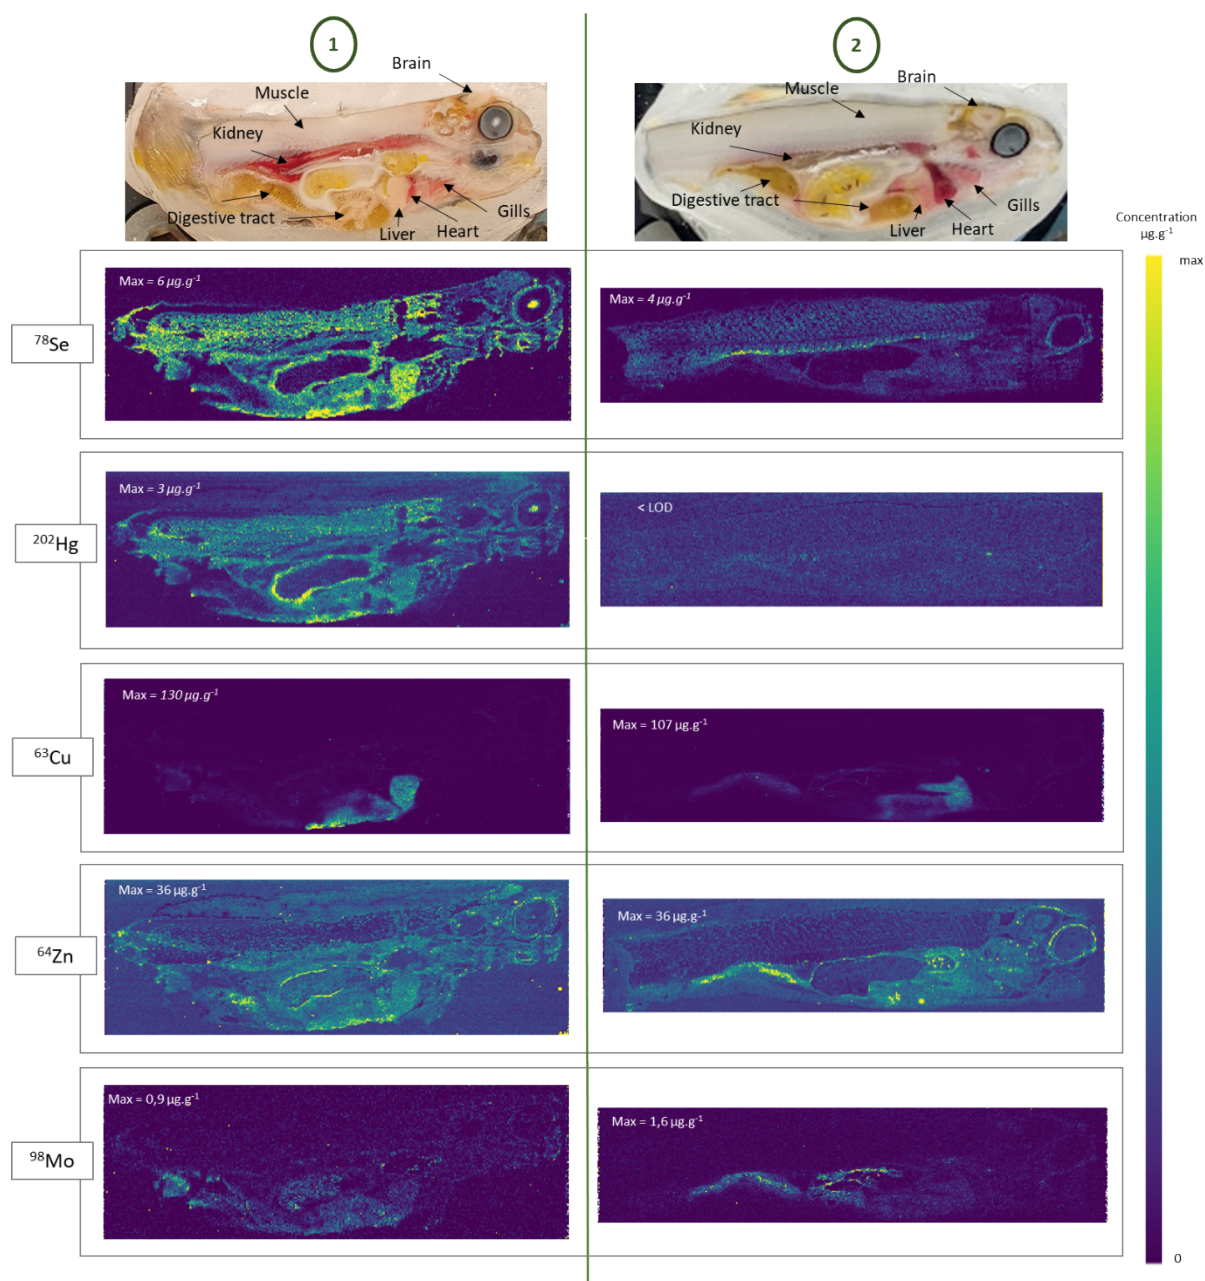 1
2
Brain
Muscle
Kidney
Digestive tract
Liver
Heart
Gills
Brain
Muscle
Kidney
Digestive tract
Liver
Heart
Gills
Concentration
µg.g⁻¹
max
0
⁷⁸Se
Max = 6 µg.g⁻¹
Max = 4 µg.g⁻¹
²⁰²Hg
Max = 3 µg.g⁻¹
< LOD
⁶³Cu
Max = 130 µg.g⁻¹
Max = 107 µg.g⁻¹
⁶⁴Zn
Max = 36 µg.g⁻¹
Max = 36 µg.g⁻¹
⁹⁸Mo
Max = 0,9 µg.g⁻¹
Max = 1,6 µg.g⁻¹